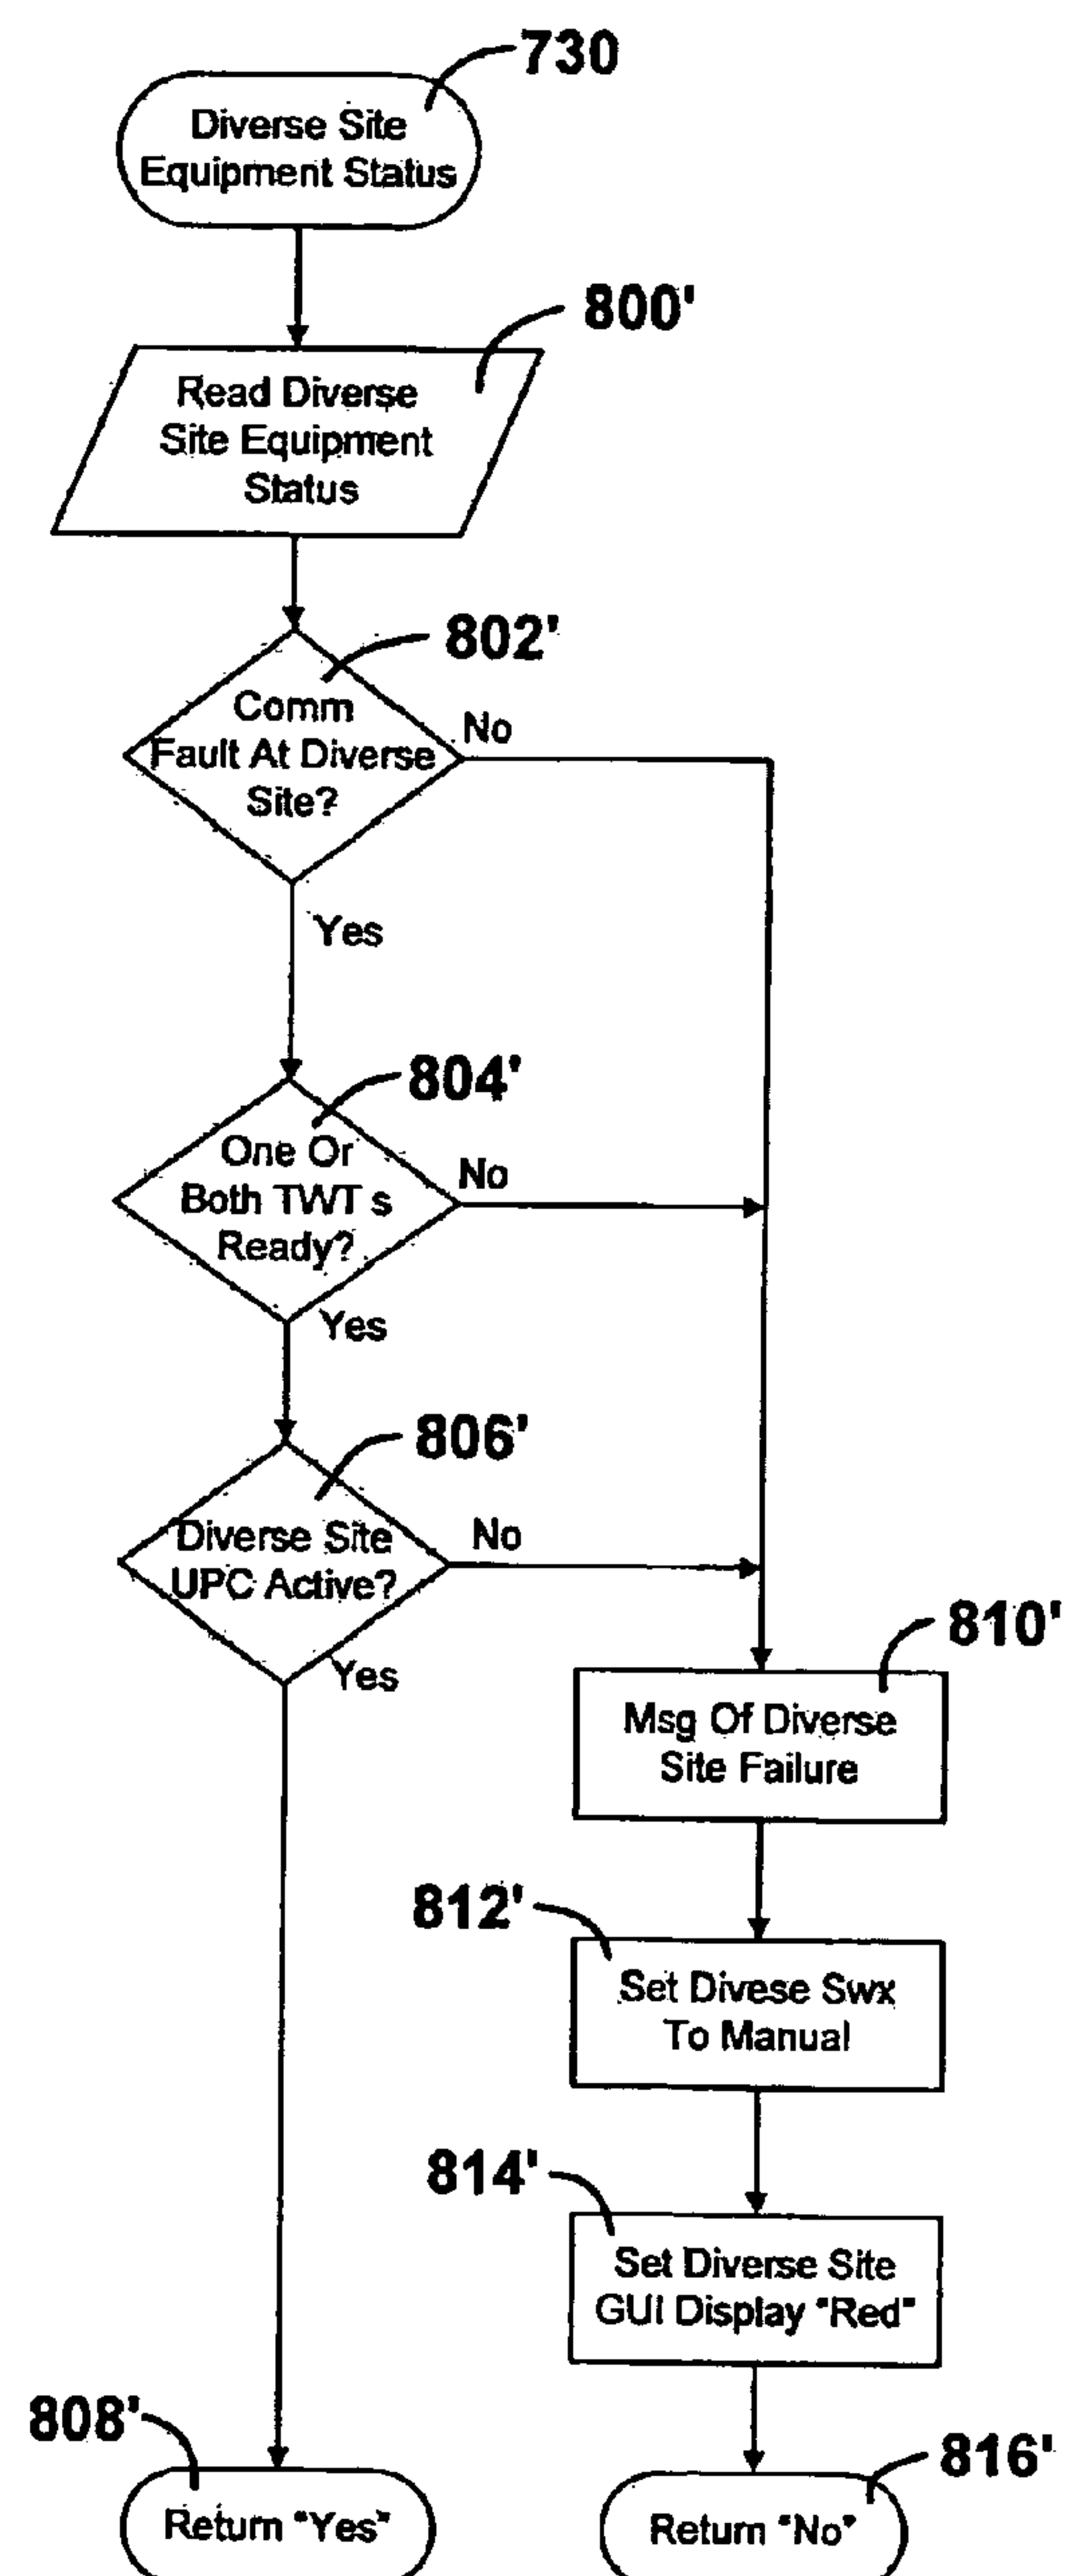 730
Diverse Site
Equipment Status
800'
Read Diverse
Site Equipment
Status
802'
Comm
Fault At Diverse
Site?
No
Yes
804'
One Or
Both TWT s
Ready?
No
Yes
806'
Diverse Site
UPC Active?
No
Yes
810'
Msg Of Diverse
Site Failure
812'
Set Divese Swx
To Manual
814'
Set Diverse Site
GUI Display "Red"
808'
Return "Yes"
816'
Return "No"